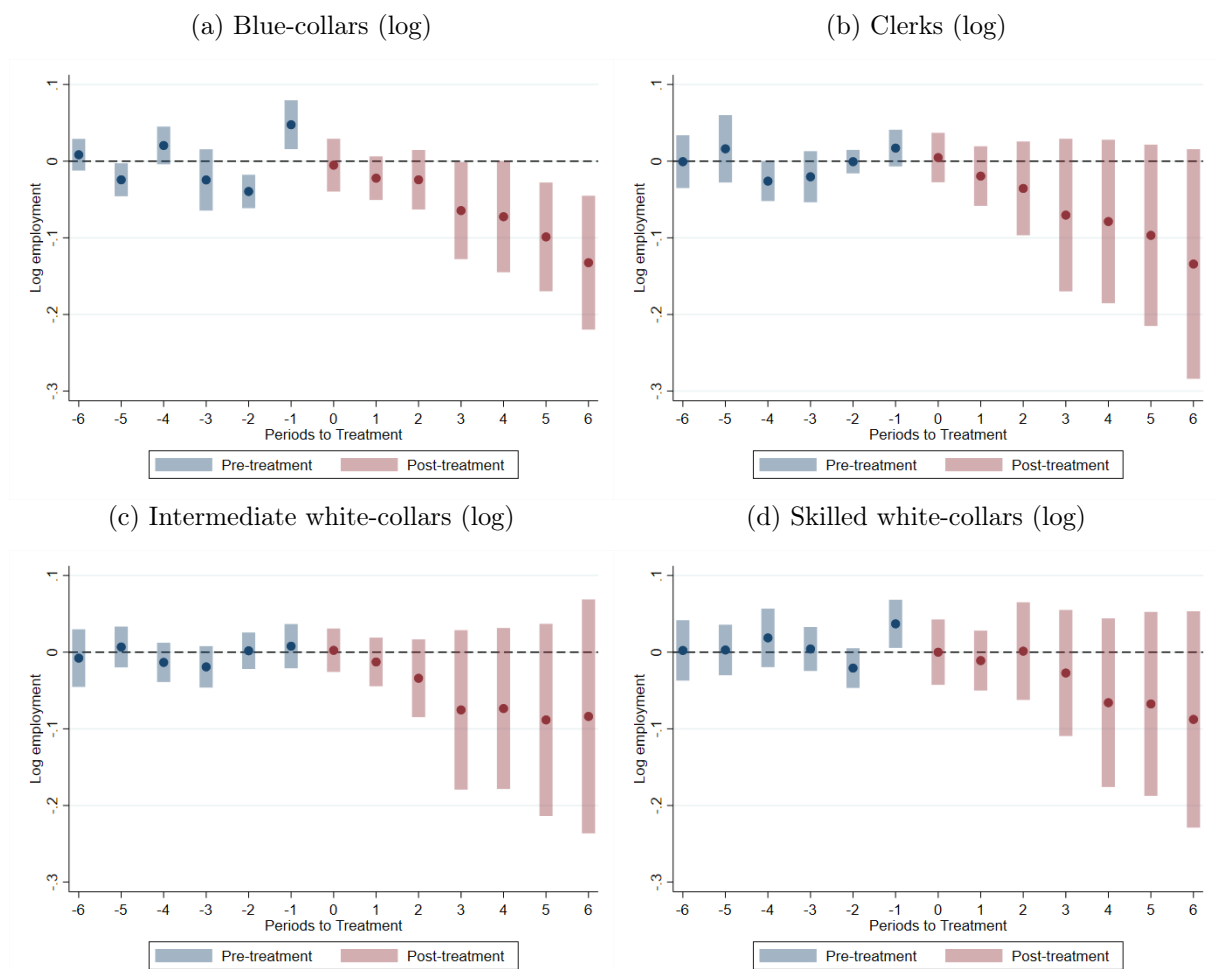 (a) Blue-collars (log)
.1
0
-.1
-.2
-.3
Log employment
-6 -5 -4 -3 -2 -1 0 1 2 3 4 5 6
Periods to Treatment
Pre-treatment Post-treatment
(b) Clerks (log)
.1
0
-.1
-.2
-.3
Log employment
-6 -5 -4 -3 -2 -1 0 1 2 3 4 5 6
Periods to Treatment
Pre-treatment Post-treatment
(c) Intermediate white-collars (log)
.1
0
-.1
-.2
-.3
Log employment
-6 -5 -4 -3 -2 -1 0 1 2 3 4 5 6
Periods to Treatment
Pre-treatment Post-treatment
(d) Skilled white-collars (log)
.1
0
-.1
-.2
-.3
Log employment
-6 -5 -4 -3 -2 -1 0 1 2 3 4 5 6
Periods to Treatment
Pre-treatment Post-treatment